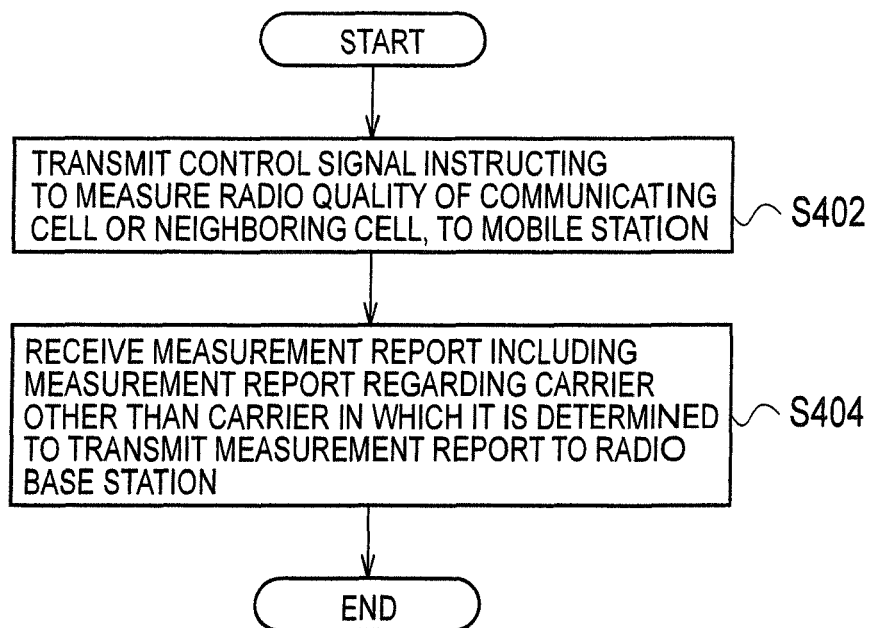 START
TRANSMIT CONTROL SIGNAL INSTRUCTING
TO MEASURE RADIO QUALITY OF COMMUNICATING
CELL OR NEIGHBORING CELL, TO MOBILE STATION
S402
RECEIVE MEASUREMENT REPORT INCLUDING
MEASUREMENT REPORT REGARDING CARRIER
OTHER THAN CARRIER IN WHICH IT IS DETERMINED
TO TRANSMIT MEASUREMENT REPORT TO RADIO
BASE STATION
S404
END